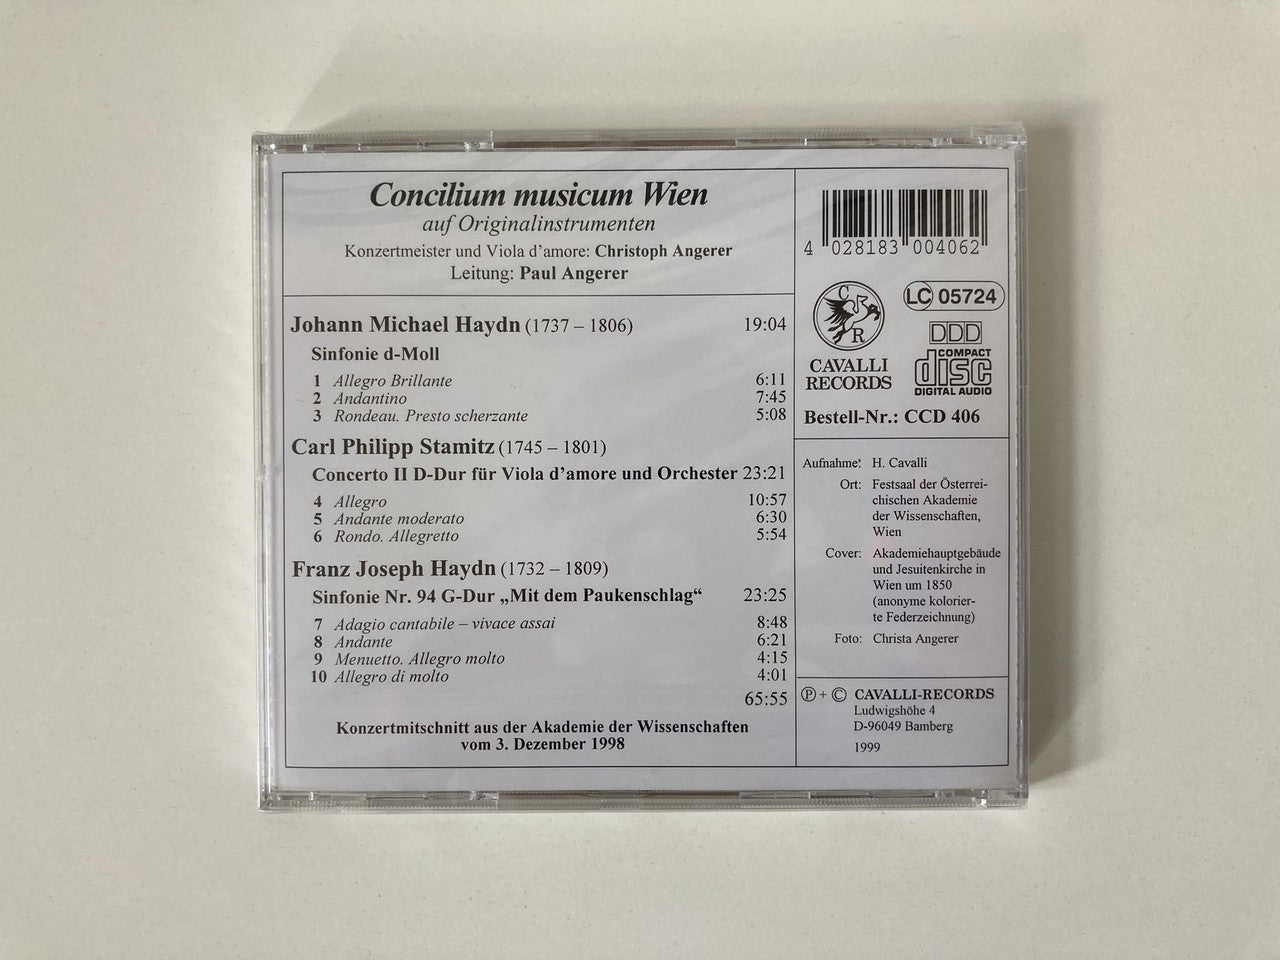 Concilium musicum Wien
auf Originalinstrumenten
Konzertmeister und Viola d'amore: Christoph Angerer
Leitung: Paul Angerer
Johann Michael Haydn (1737 – 1806) 19:04
Sinfonie d-Moll
1 Allegro Brillante 6:11
2 Andantino 7:45
3 Rondeau. Presto scherzante 5:08
Carl Philipp Stamitz (1745 – 1801)
Concerto II D-Dur für Viola d'amore und Orchester 23:21
4 Allegro 10:57
5 Andante moderato 6:30
6 Rondo. Allegretto 5:54
Franz Joseph Haydn (1732 – 1809)
Sinfonie Nr. 94 G-Dur „Mit dem Paukenschlag“ 23:25
7 Adagio cantabile – vivace assai 8:48
8 Andante 6:21
9 Menuetto. Allegro molto 4:15
10 Allegro di molto 4:01
65:55
Konzertmitschnitt aus der Akademie der Wissenschaften
vom 3. Dezember 1998
4 028183 004062
C R
LC 05724
DDD
COMPACT
disc
DIGITAL AUDIO
CAVALLI
RECORDS
Bestell-Nr.: CCD 406
Aufnahme: H. Cavalli
Ort: Festsaal der Österrei-
chischen Akademie
der Wissenschaften,
Wien
Cover: Akademiehauptgebäude
und Jesuitenkirche in
Wien um 1850
(anonyme kolorier-
te Federzeichnung)
Foto: Christa Angerer
Ⓟ + © CAVALLI-RECORDS
Ludwigshöhe 4
D-96049 Bamberg
1999